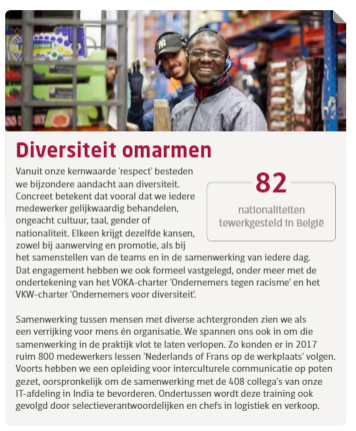 Diversiteit omarmen
Vanuit onze kernwaarde 'respect' besteden
we bijzondere aandacht aan diversiteit.
Concreet betekent dat vooral dat we iedere
medewerker gelijkwaardig behandelen,
ongeacht cultuur, taal, gender of
nationaliteit. Elkeen krijgt dezelfde kansen,
zowel bij aanwerving en promotie, als bij
het samenstellen van de teams en in de samenwerking van iedere dag.
Dat engagement hebben we ook formeel vastgelegd, onder meer met de
ondertekening van het VOKA-charter 'Ondernemers tegen racisme' en het
VKW-charter 'Ondernemers voor diversiteit'.
82
nationaliteiten
tewerkgesteld in België
Samenwerking tussen mensen met diverse achtergronden zien we als
een verrijking voor mens én organisatie. We spannen ons ook in om die
samenwerking in de praktijk vlot te laten verlopen. Zo konden er in 2017
ruim 800 medewerkers lessen 'Nederlands of Frans op de werkplaats' volgen.
Voorts hebben we een opleiding voor interculturele communicatie op poten
gezet, oorspronkelijk om de samenwerking met de 408 collega's van onze
IT-afdeling in India te bevorderen. Ondertussen wordt deze training ook
gevolgd door selectieverantwoordelijken en chefs in logistiek en verkoop.